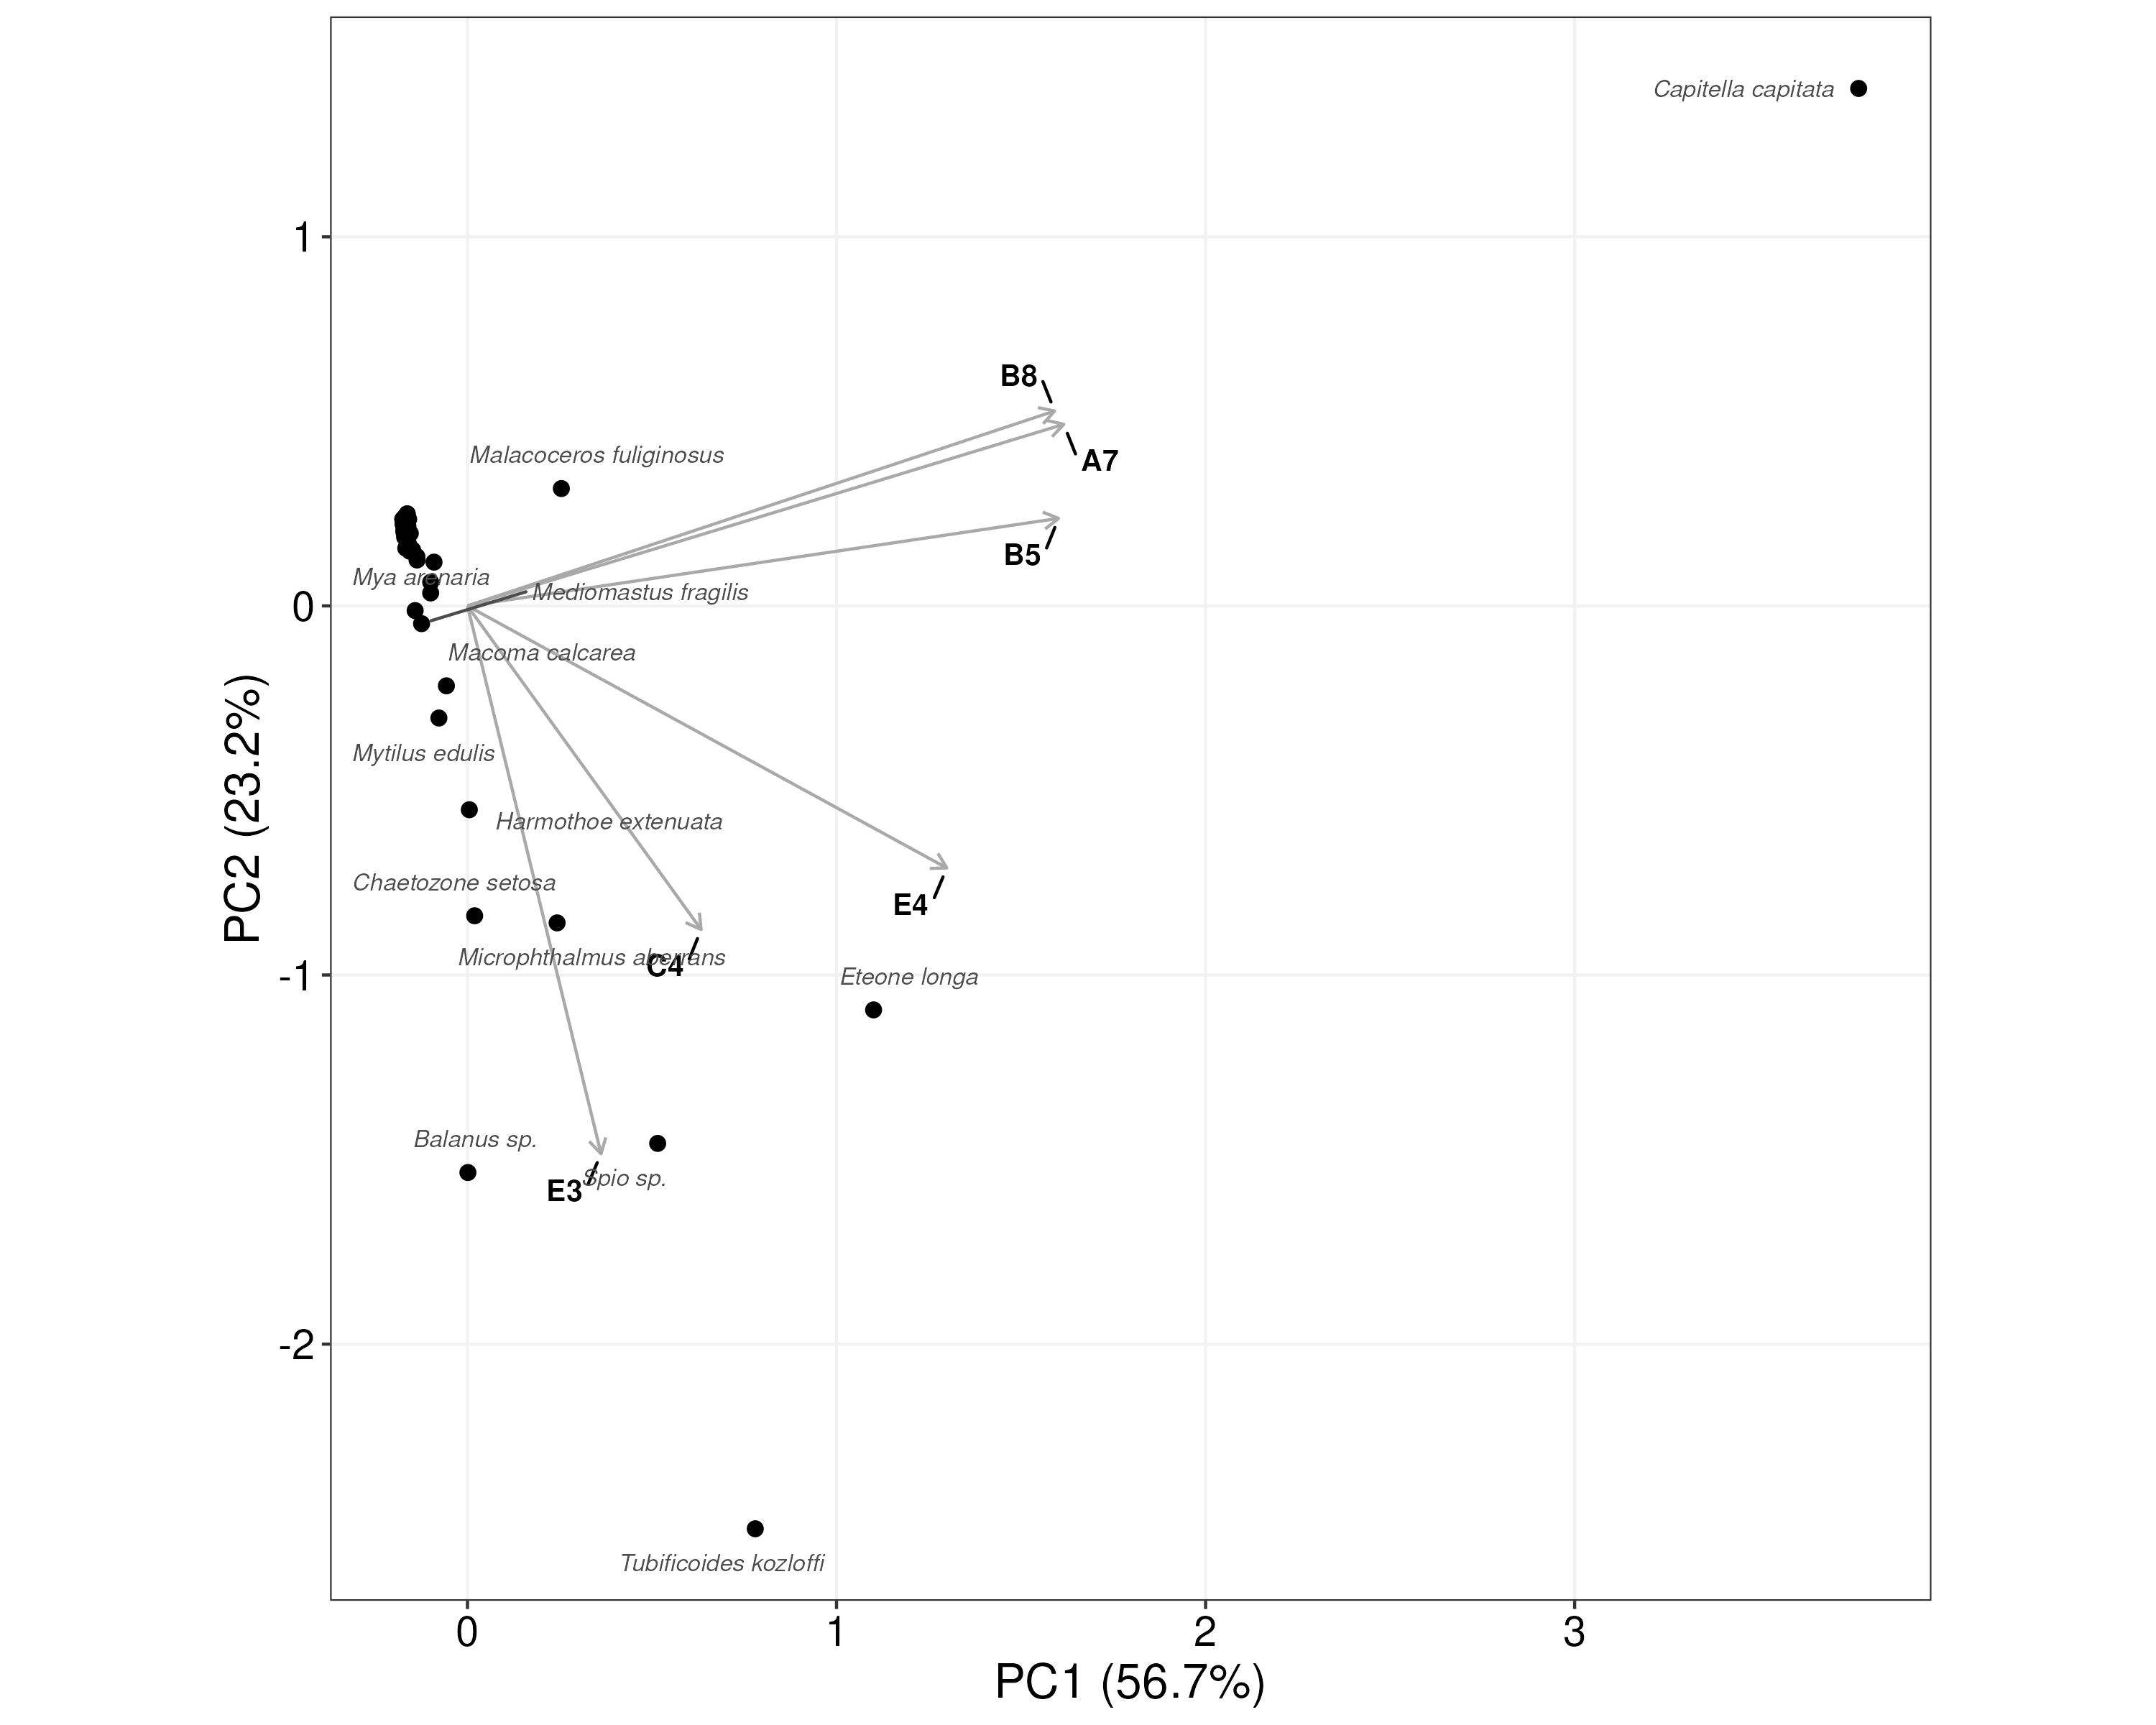 Capitella capitata
1
B8
Malacoceros fuliginosus
A7
B5
Mya arenaria
Mediomastus fragilis
0
Macoma calcarea
Mytilus edulis
PC2 (23.2%)
Harmothoe extenuata
Chaetozone setosa
E4
Microphthalmus aberrans
C4
-1
Eteone longa
Balanus sp.
Spio sp.
E3
-2
Tubificoides kozloffi
0 1 2 3
PC1 (56.7%)